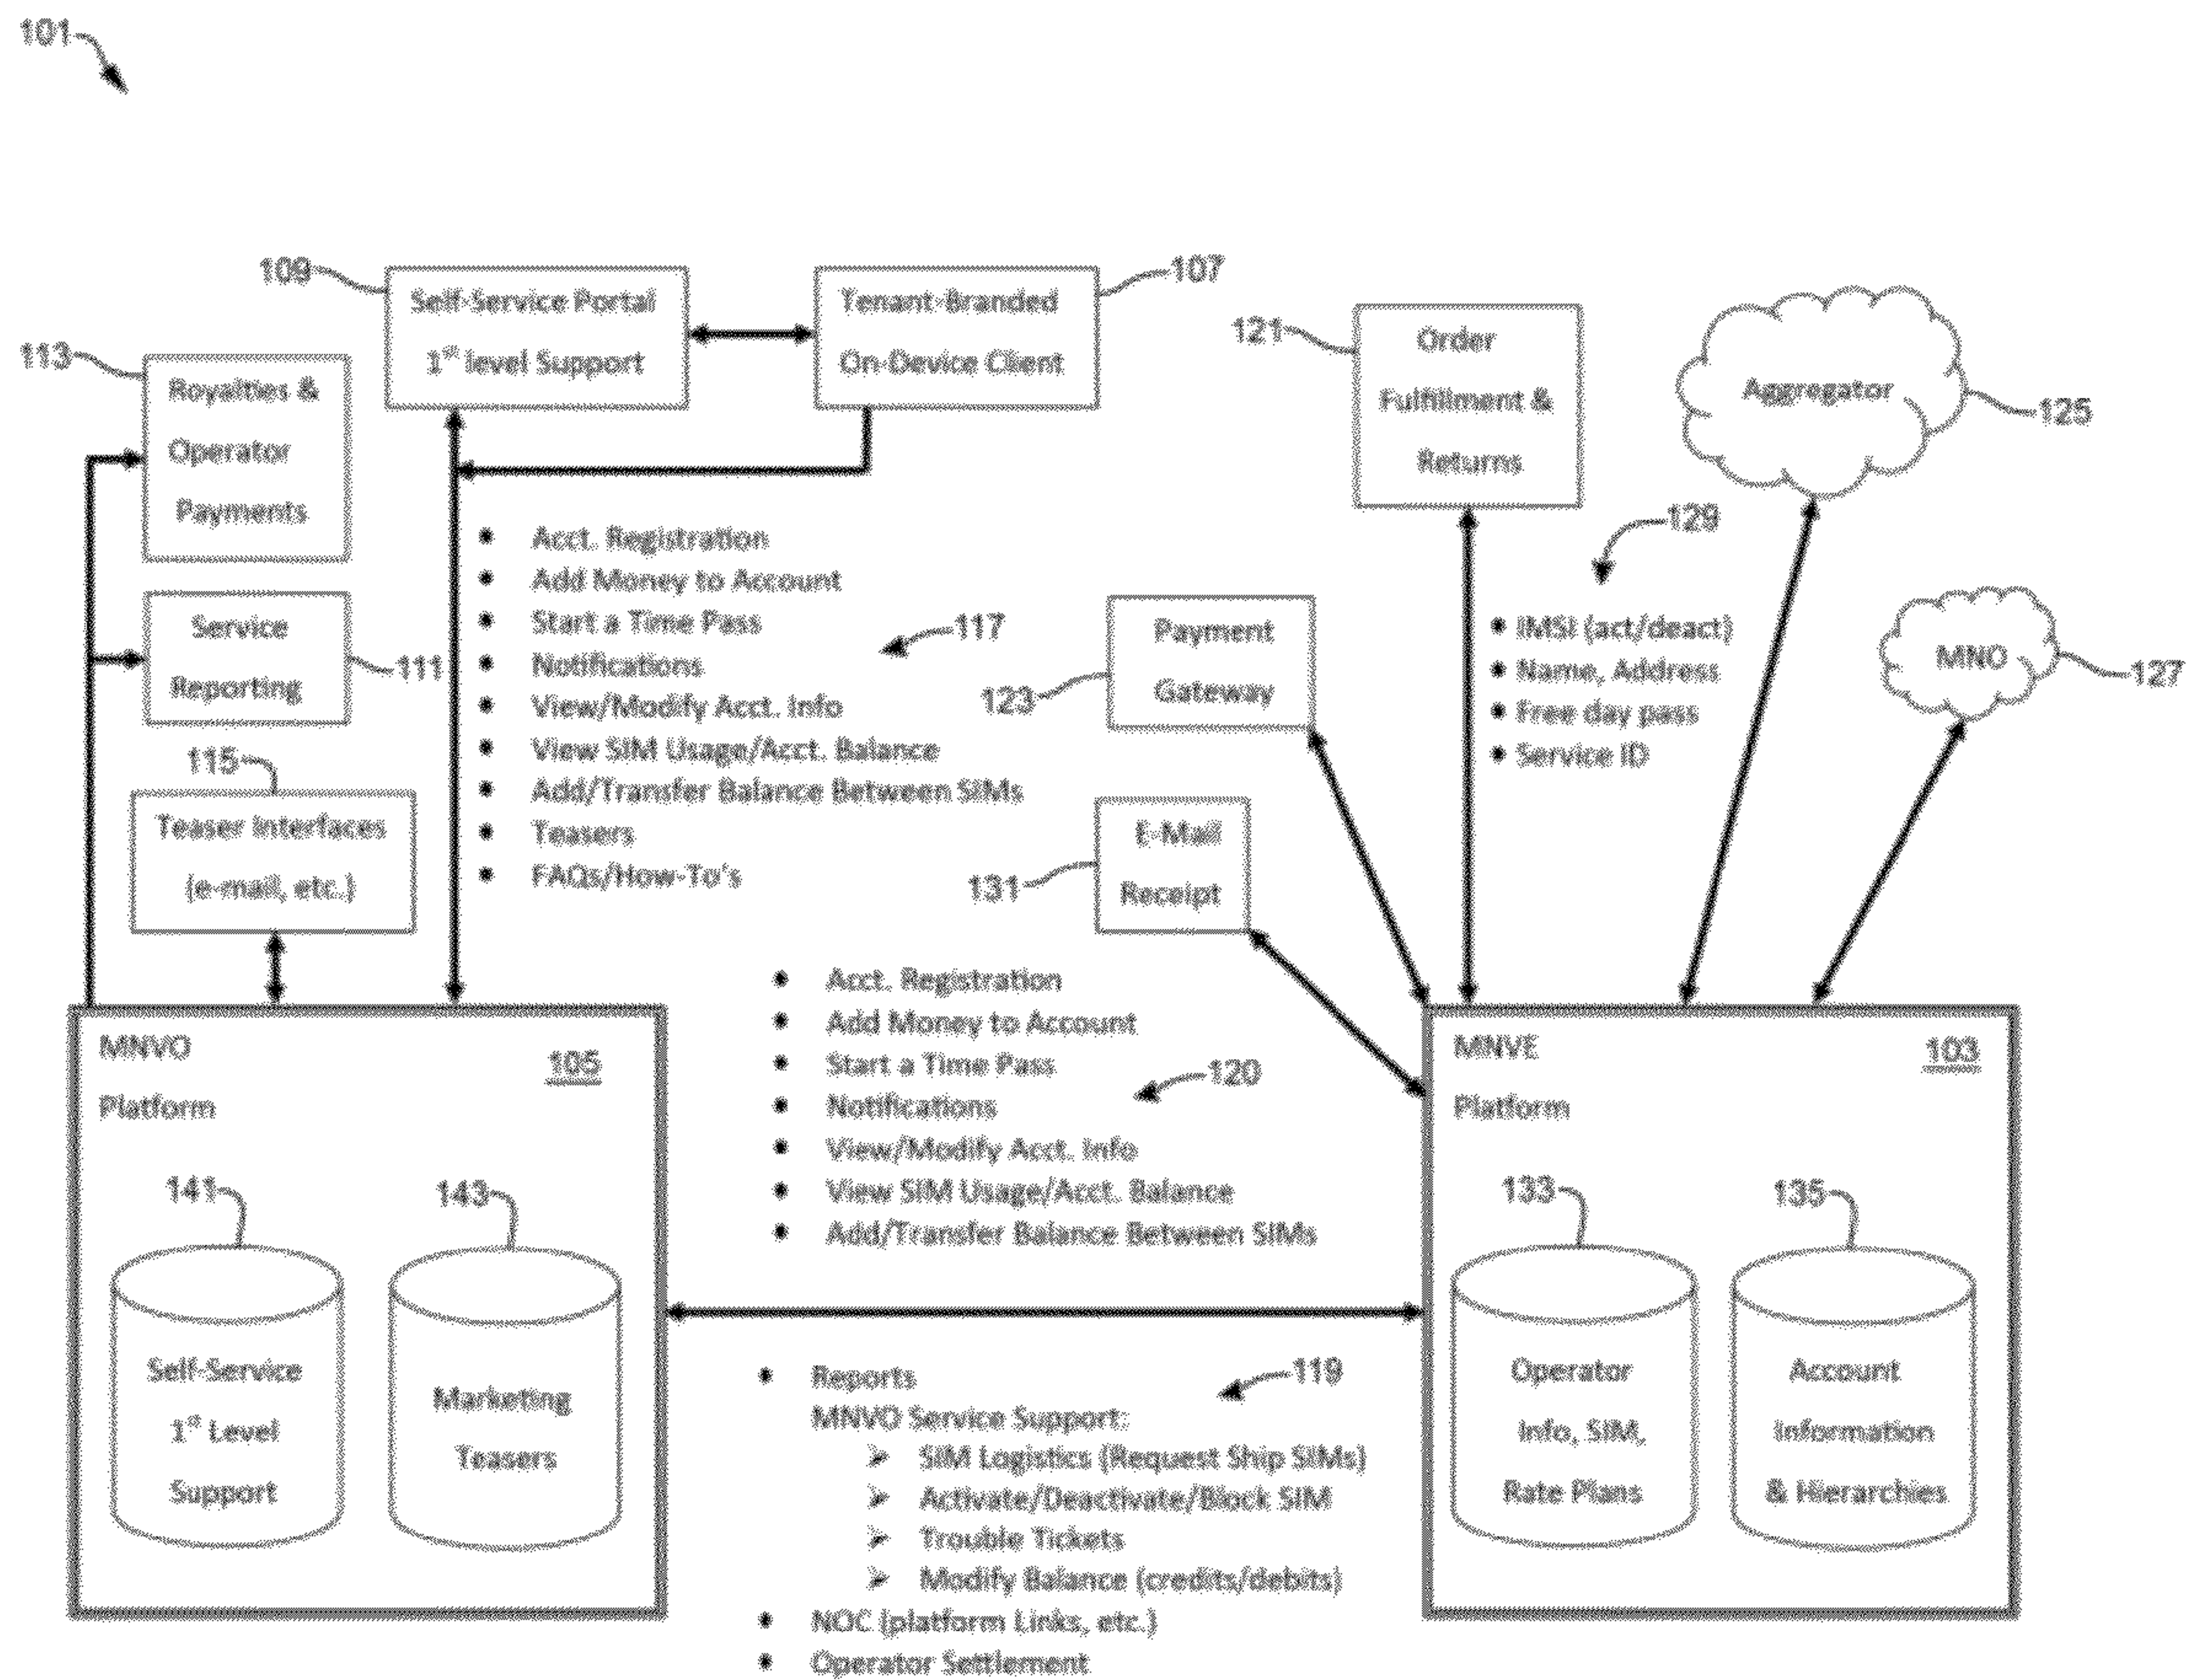 101
109
Self-Service Portal
1st level Support
107
Tenant-Branded
On-Device Client
113
Royalties &
Operator
Payments
121
Order
Fulfillment &
Returns
Aggregator
125
129
• IMSI (act/deact)
• Name, Address
• Free day pass
• Service ID
MNO
127
Service
Reporting
111
115
Teaser Interfaces
(e-mail, etc.)
• Acct. Registration
• Add Money to Account
• Start a Time Pass
• Notifications
• View/Modify Acct. Info
• View SIM Usage/Acct. Balance
• Add/Transfer Balance Between SIMs
• Teasers
• FAQs/How-To's
117
Payment
Gateway
123
E-Mail
Receipt
131
MNVO
Platform
105
141
Self-Service
1st Level
Support
143
Marketing
Teasers
• Acct. Registration
• Add Money to Account
• Start a Time Pass
• Notifications
• View/Modify Acct. Info
• View SIM Usage/Acct. Balance
• Add/Transfer Balance Between SIMs
120
MNVE
Platform
103
133
Operator
Info, SIM,
Rate Plans
135
Account
Information
& Hierarchies
119
• Reports
MNVO Service Support:
➢ SIM Logistics (Request Ship SIMs)
➢ Activate/Deactivate/Block SIM
➢ Trouble Tickets
➢ Modify Balance (credits/debits)
• NOC (platform Links, etc.)
• Operator Settlement